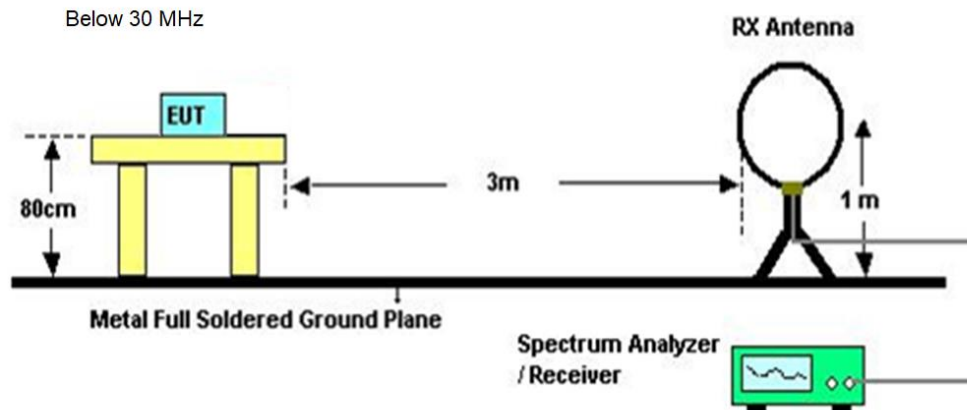 Below 30 MHz
RX Antenna
EUT
80cm
3m
1 m
Metal Full Soldered Ground Plane
Spectrum Analyzer
/ Receiver